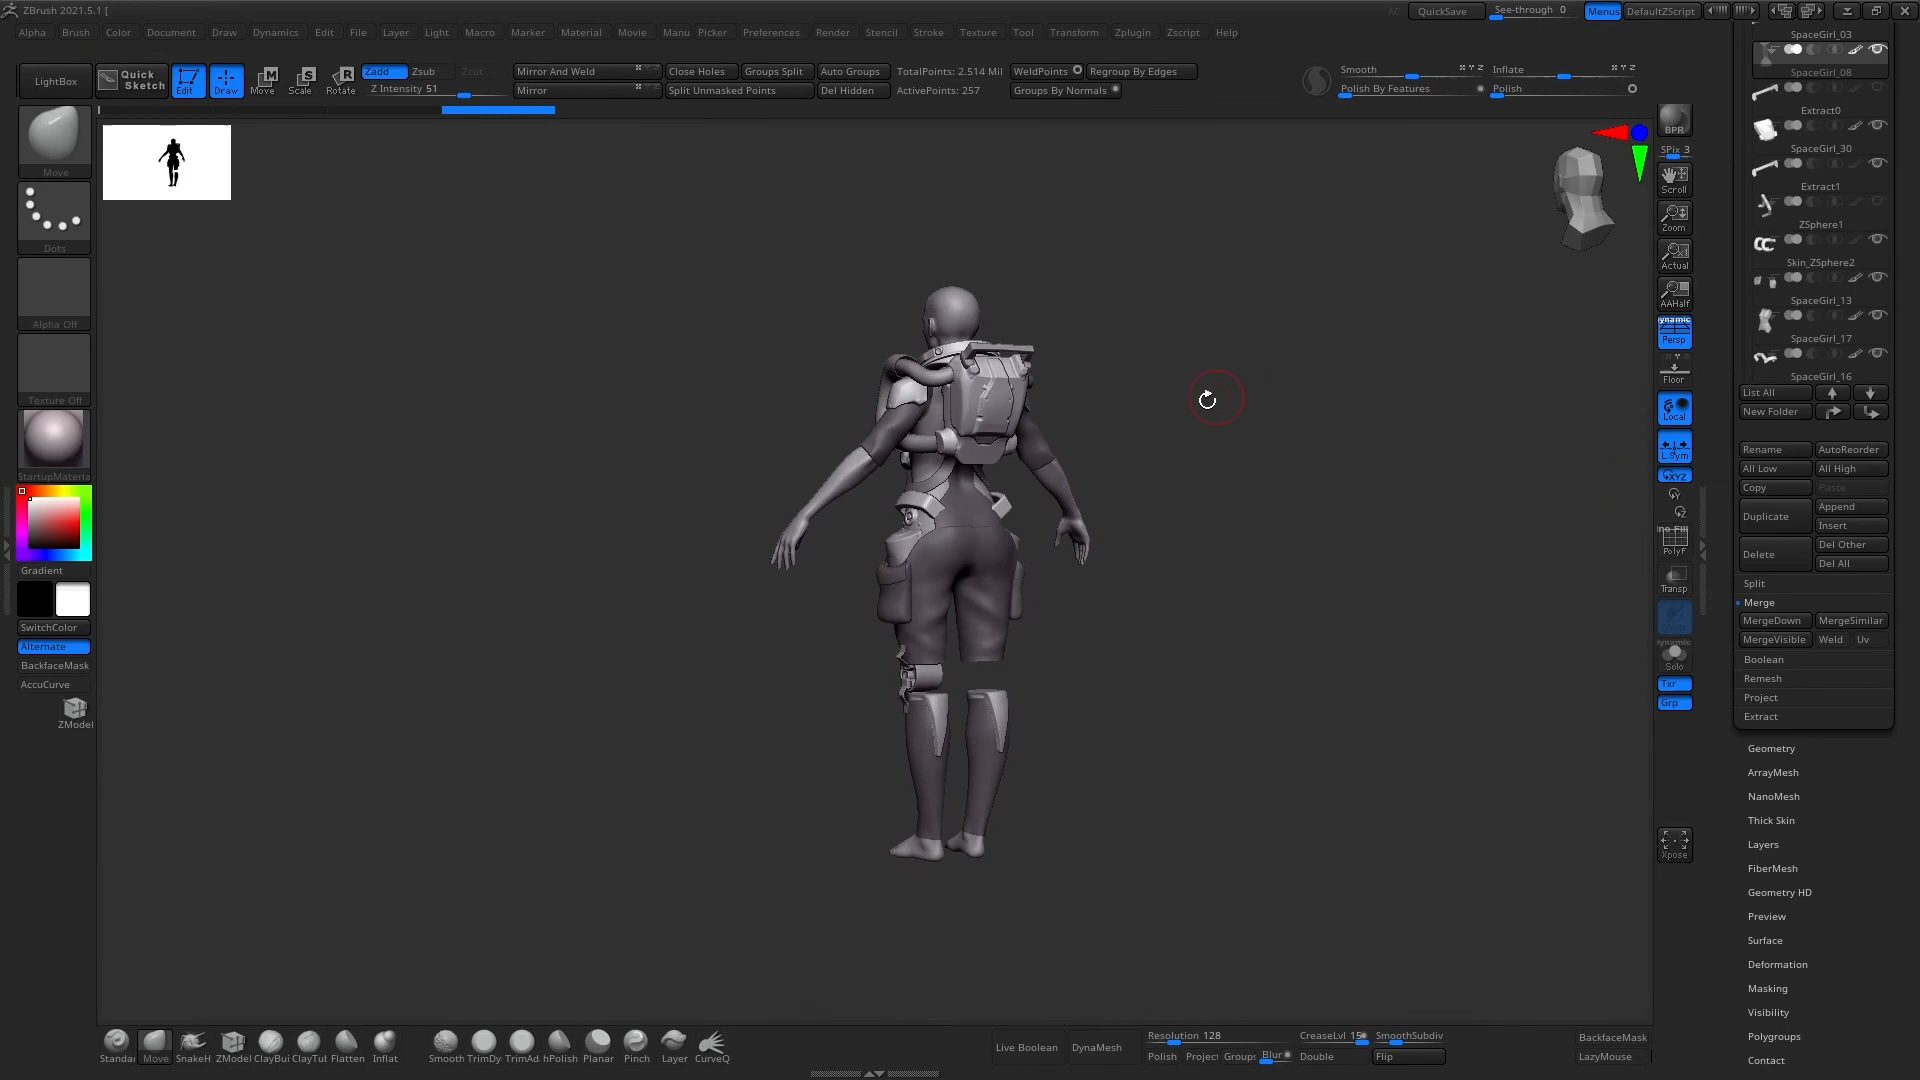 ZBrush 2021.5.1 [
AC QuickSave See-through 0 Menus DefaultZScript
Alpha Brush Color Document Draw Dynamics Edit File Layer Light Macro Marker Material Movie Manu Picker Preferences Render Stencil Stroke Texture Tool Transform Zplugin Zscript Help
LightBox
Quick Sketch
Edit
Draw
Move
Scale
Rotate
Zadd Zsub Zcut
Z Intensity 51
Mirror And Weld
Mirror
Close Holes Groups Split Auto Groups
Split Unmasked Points Del Hidden
TotalPoints: 2.514 Mil
ActivePoints: 257
WeldPoints Regroup By Edges
Groups By Normals
Smooth
Polish By Features
Inflate
Polish
Move
Dots
Alpha Off
Texture Off
StartupMateria
Gradient
SwitchColor
Alternate
BackfaceMask
AccuCurve
ZModel
BPR
SPix 3
Scroll
Zoom
Actual
AAHalf
Persp
Floor
Local
L.Sym
PolyF
Transp
Solo
Txr
Grp
Xpose
SpaceGirl_03
SpaceGirl_08
Extract0
SpaceGirl_30
Extract1
ZSphere1
Skin_ZSphere2
SpaceGirl_13
SpaceGirl_17
SpaceGirl_16
List All
New Folder
Rename AutoReorder
All Low All High
Copy Paste
Duplicate Append
Insert
Delete Del Other
Del All
Split
Merge
MergeDown MergeSimilar
MergeVisible Weld Uv
Boolean
Remesh
Project
Extract
Geometry
ArrayMesh
NanoMesh
Thick Skin
Layers
FiberMesh
Geometry HD
Preview
Surface
Deformation
Masking
Visibility
Polygroups
Contact
Standa Move SnakeH ZModel ClayBui ClayTub Flatten Inflat Smooth TrimDy TrimAd hPolish Planar Pinch Layer CurveQ
Live Boolean DynaMesh
Resolution 128
Polish Project Groups Blur
CreaseLvl 15
Double
SmoothSubdiv
Flip
BackfaceMask
LazyMouse